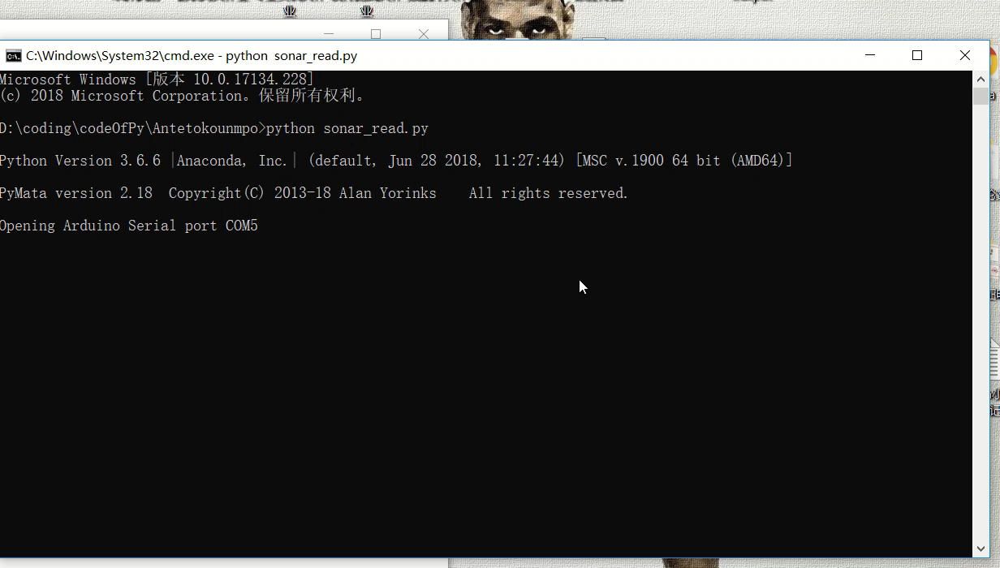 业 业
C:\Windows\System32\cmd.exe - python sonar_read.py
Microsoft Windows [版本 10.0.17134.228]
(c) 2018 Microsoft Corporation。保留所有权利。
D:\coding\codeOfPy\Antetokounmpo>python sonar_read.py
Python Version 3.6.6 |Anaconda, Inc.| (default, Jun 28 2018, 11:27:44) [MSC v.1900 64 bit (AMD64)]
PyMata version 2.18  Copyright(C) 2013-18 Alan Yorinks    All rights reserved.
Opening Arduino Serial port COM5